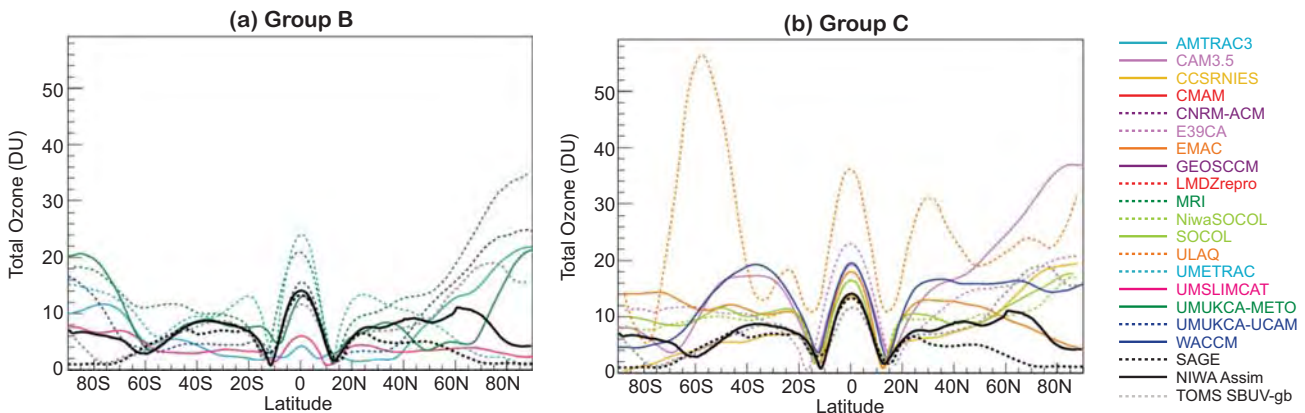 (a) Group B
Total Ozone (DU)
50
40
30
20
10
0
80S 60S 40S 20S 0 20N 40N 60N 80N
Latitude
(b) Group C
Total Ozone (DU)
50
40
30
20
10
0
80S 60S 40S 20S 0 20N 40N 60N 80N
Latitude
AMTRAC3
CAM3.5
CCSRNIES
CMAM
CNRM-ACM
E39CA
EMAC
GEOSCCM
LMDZrepro
MRI
NiwaSOCOL
SOCOL
ULAQ
UMETRAC
UMSLIMCAT
UMUKCA-METO
UMUKCA-UCAM
WACCM
SAGE
NIWA Assim
TOMS SBUV-gb